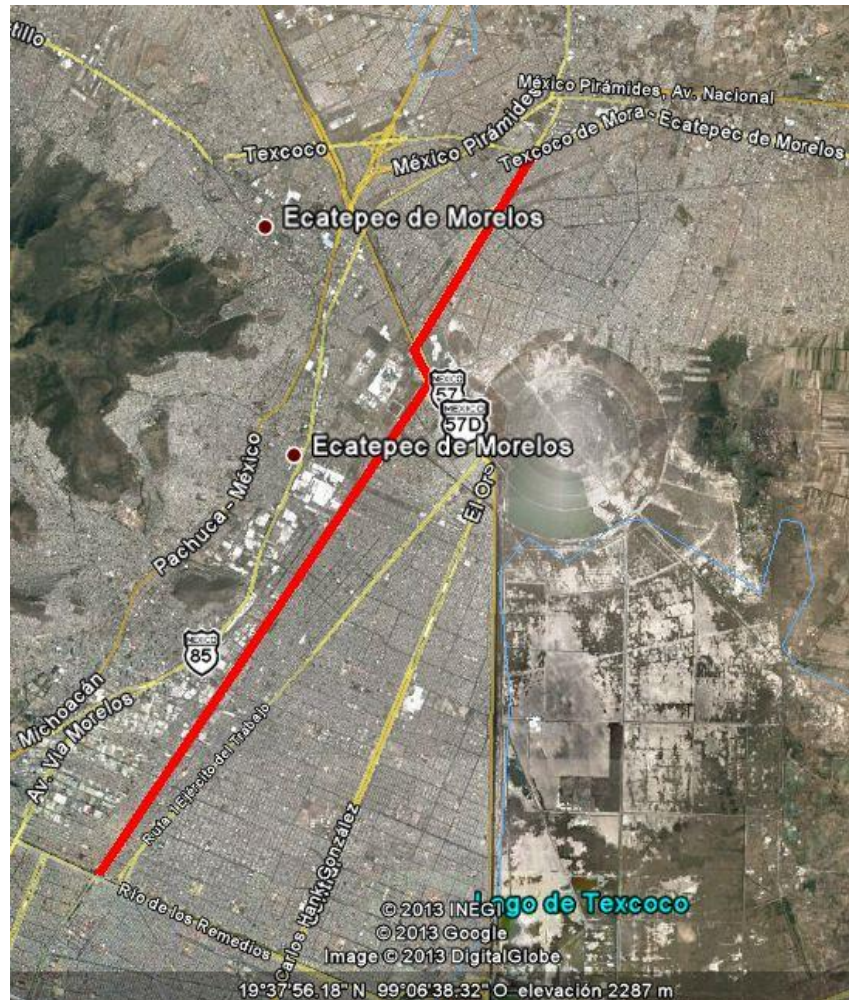 tillo
México Pirámides, Av. Nacional
Texcoco
México Pirámides,
Texcoco de Mora - Ecatepec de Morelos
Ecatepec de Morelos
MEXICO
57
MEXICO
57D
Ecatepec de Morelos
El Oro
Pachuca - México
MEXICO
85
Michoacán
Av. Vía Morelos
Ruta 1 Ejército del Trabajo
Carlos Hank González
Río de los Remedios
Lago de Texcoco
© 2013 INEGI
© 2013 Google
Image © 2013 DigitalGlobe
19°37'56.18" N 99°06'38.32" O elevación 2287 m